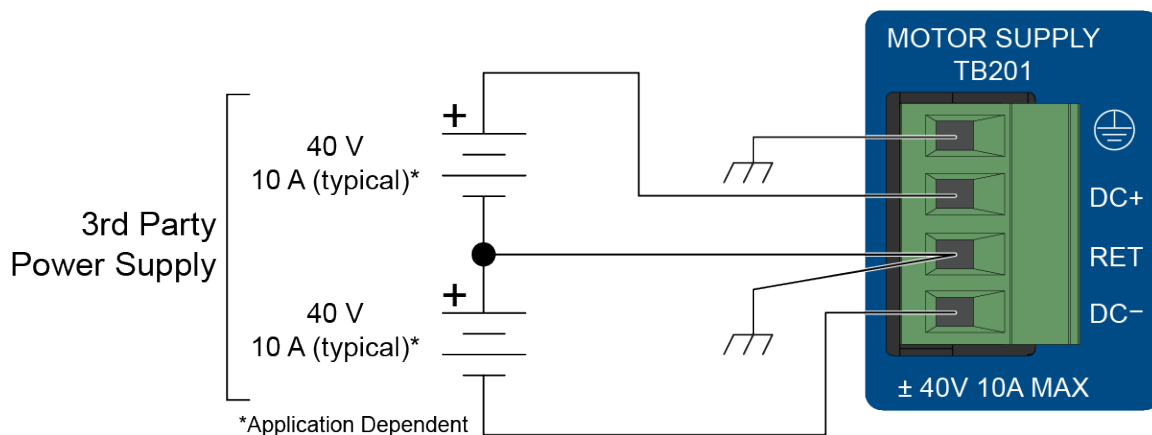 3rd Party
Power Supply
+
40 V
10 A (typical)*
+
40 V
10 A (typical)*
*Application Dependent
MOTOR SUPPLY
TB201
DC+
RET
DC−
± 40V 10A MAX